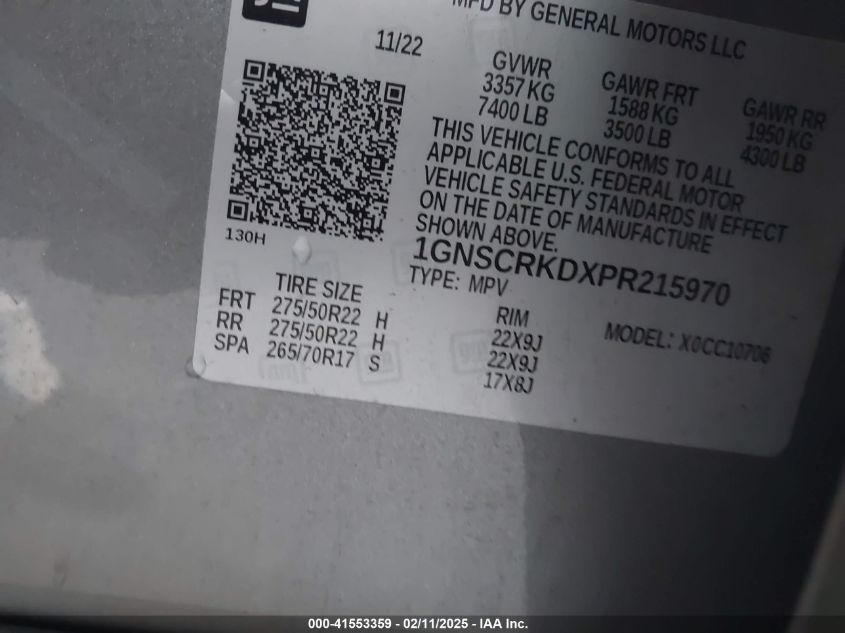 MFD BY GENERAL MOTORS LLC
11/22
GVWR
3357 KG
7400 LB
GAWR FRT
1588 KG
3500 LB
GAWR RR
1950 KG
4300 LB
THIS VEHICLE CONFORMS TO ALL
APPLICABLE U.S. FEDERAL MOTOR
VEHICLE SAFETY STANDARDS IN EFFECT
ON THE DATE OF MANUFACTURE
SHOWN ABOVE.
1GNSCRKDXPR215970
TYPE: MPV
130H
TIRE SIZE
RIM
MODEL: X0CC10706
FRT 275/50R22 H 22X9J
RR 275/50R22 H 22X9J
SPA 265/70R17 S 17X8J
000-41553359 - 02/11/2025 - IAA Inc.